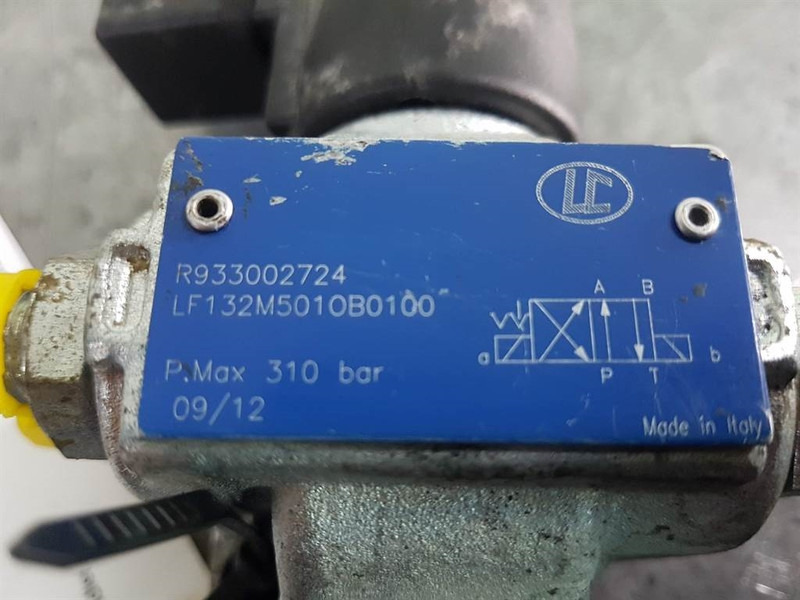 LC
R933002724
LF132M5010B0100
A B
a b
P T
P.Max 310 bar
09/12
Made in Italy